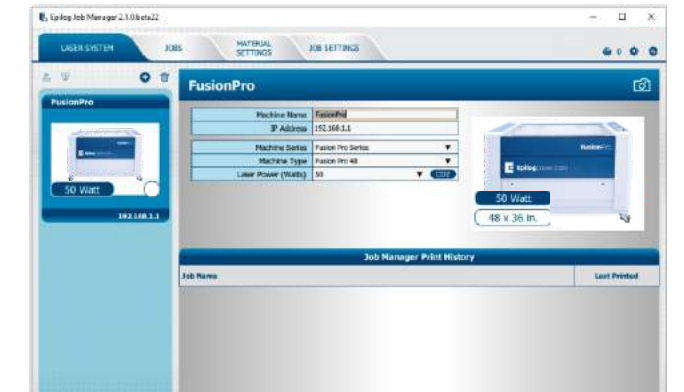 Epilog Job Manager 2.1.0beta22
LASER SYSTEM
JOBS
MATERIAL
SETTINGS
JOB SETTINGS
0
FusionPro
192.168.1.1
50 Watt
FusionPro
Machine Name FusionPro
IP Address 192.168.1.1
Machine Series Fusion Pro Series
Machine Type Fusion Pro 48
Laser Power (Watts) 50 CO2
Epilog
50 Watt
48 x 36 in.
Job Manager Print History
Job Name Last Printed